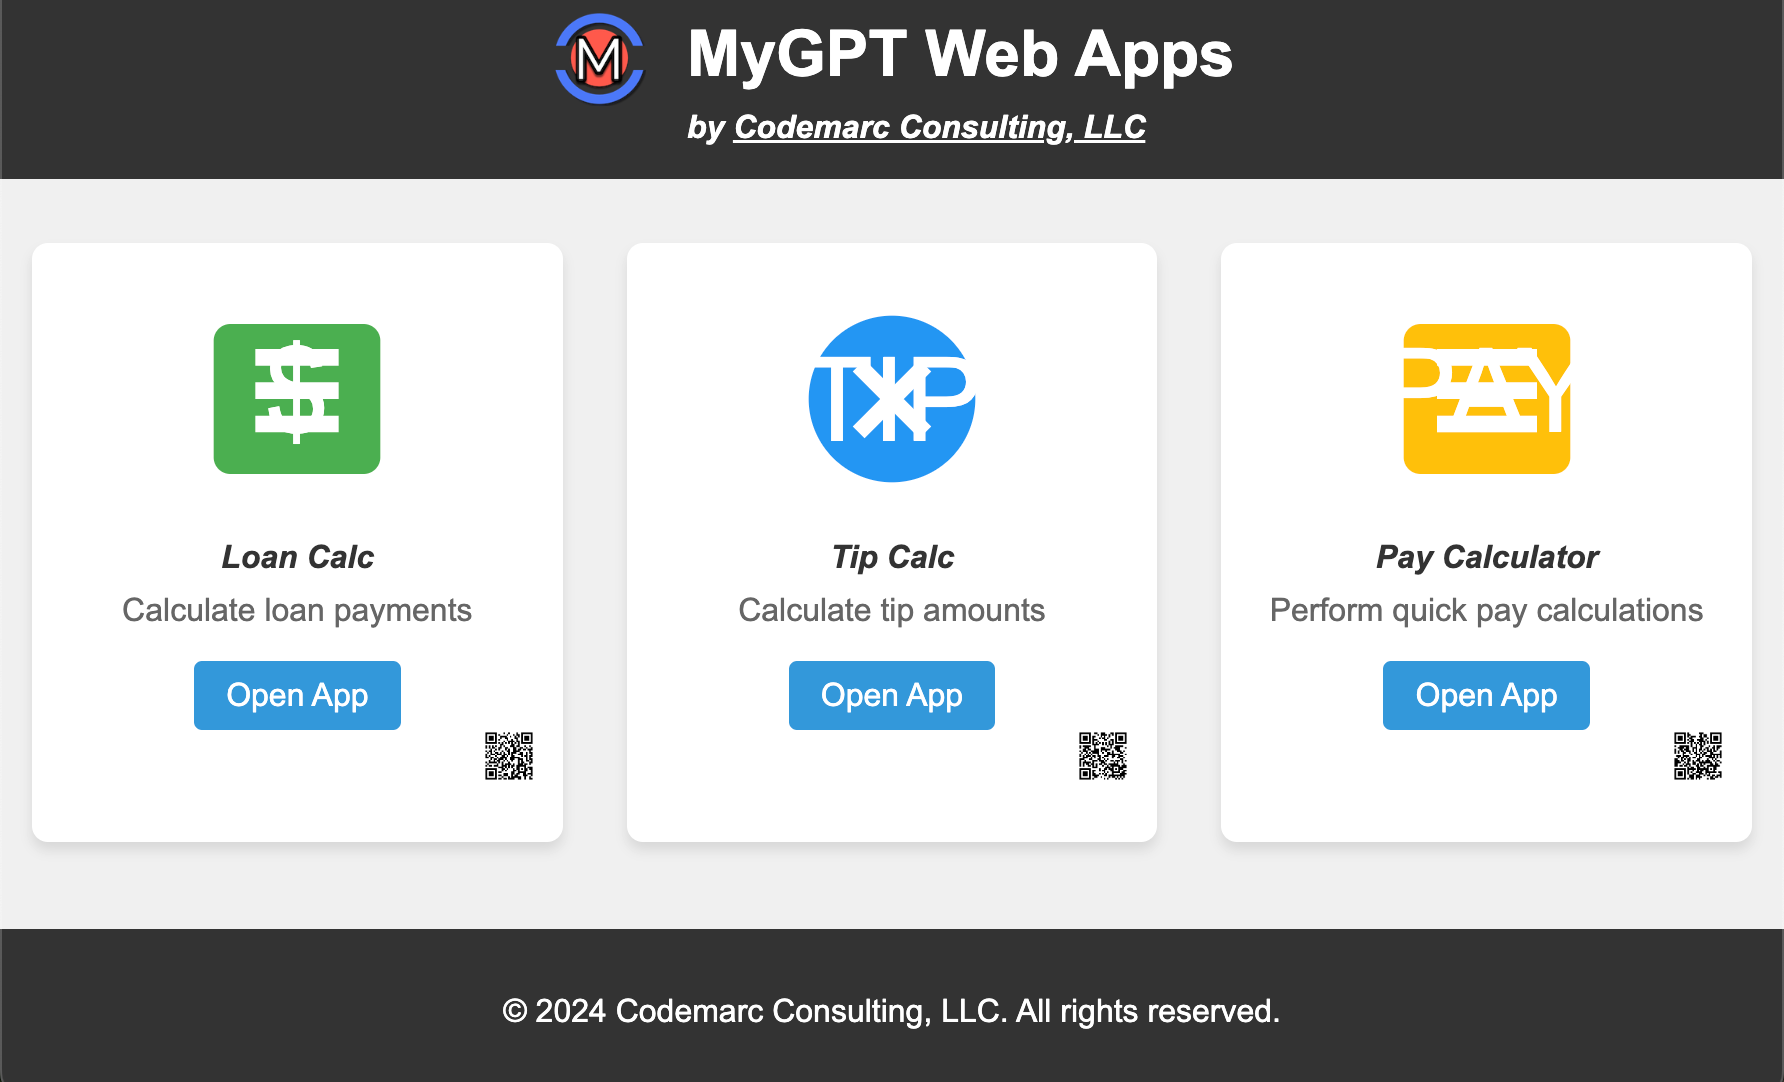 M
MyGPT Web Apps
by Codemarc Consulting, LLC
$
TIP
PAY
Loan Calc
Tip Calc
Pay Calculator
Calculate loan payments
Calculate tip amounts
Perform quick pay calculations
Open App
Open App
Open App
© 2024 Codemarc Consulting, LLC. All rights reserved.